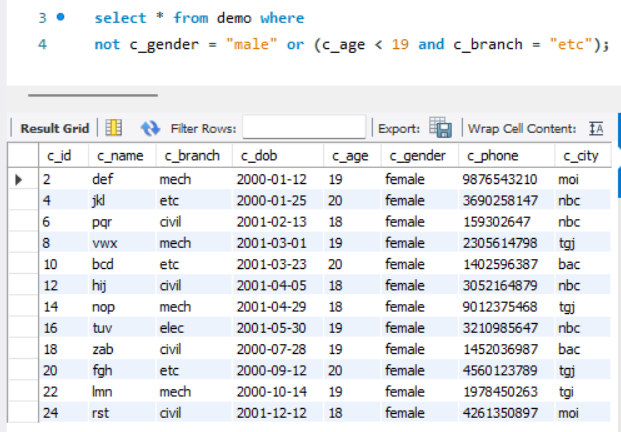 3 select * from demo where
4 not c_gender = "male" or (c_age < 19 and c_branch = "etc");
Result Grid Filter Rows: Export: Wrap Cell Content:
c_id c_name c_branch c_dob c_age c_gender c_phone c_city
2 def mech 2000-01-12 19 female 9876543210 moi
4 jkl etc 2000-01-25 20 female 3690258147 nbc
6 pqr civil 2001-02-13 18 female 159302647 nbc
8 vwx mech 2001-03-01 19 female 2305614798 tgj
10 bcd etc 2001-03-23 20 female 1402596387 bac
12 hij civil 2001-04-05 18 female 3052164879 nbc
14 nop mech 2001-04-29 18 female 9012375468 tgj
16 tuv elec 2001-05-30 19 female 3210985647 nbc
18 zab civil 2000-07-28 19 female 1452036987 bac
20 fgh etc 2000-09-12 20 female 4560123789 tgj
22 lmn mech 2000-10-14 19 female 1978450263 tgi
24 rst civil 2001-12-12 18 female 4261350897 moi